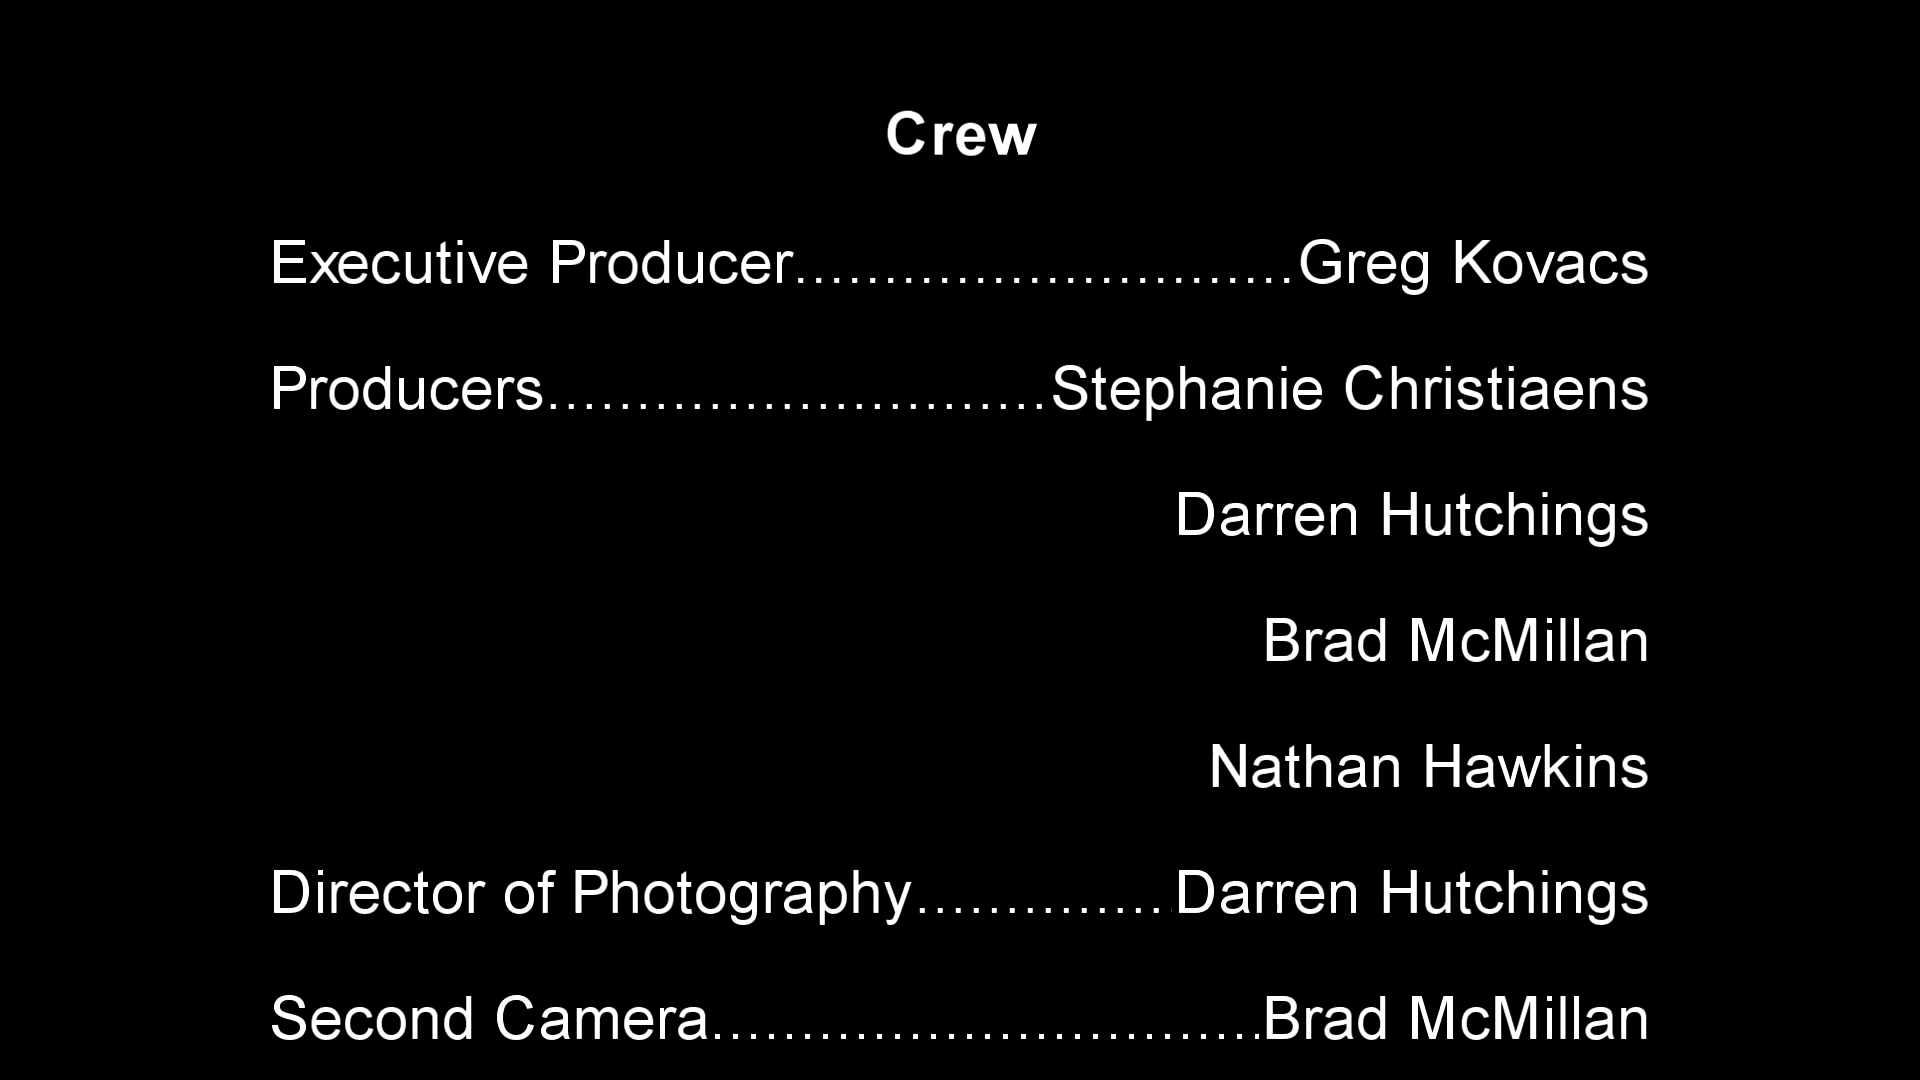 Crew
Executive Producer............................Greg Kovacs
Producers............................Stephanie Christiaens
Darren Hutchings
Brad McMillan
Nathan Hawkins
Director of Photography...............Darren Hutchings
Second Camera...............................Brad McMillan